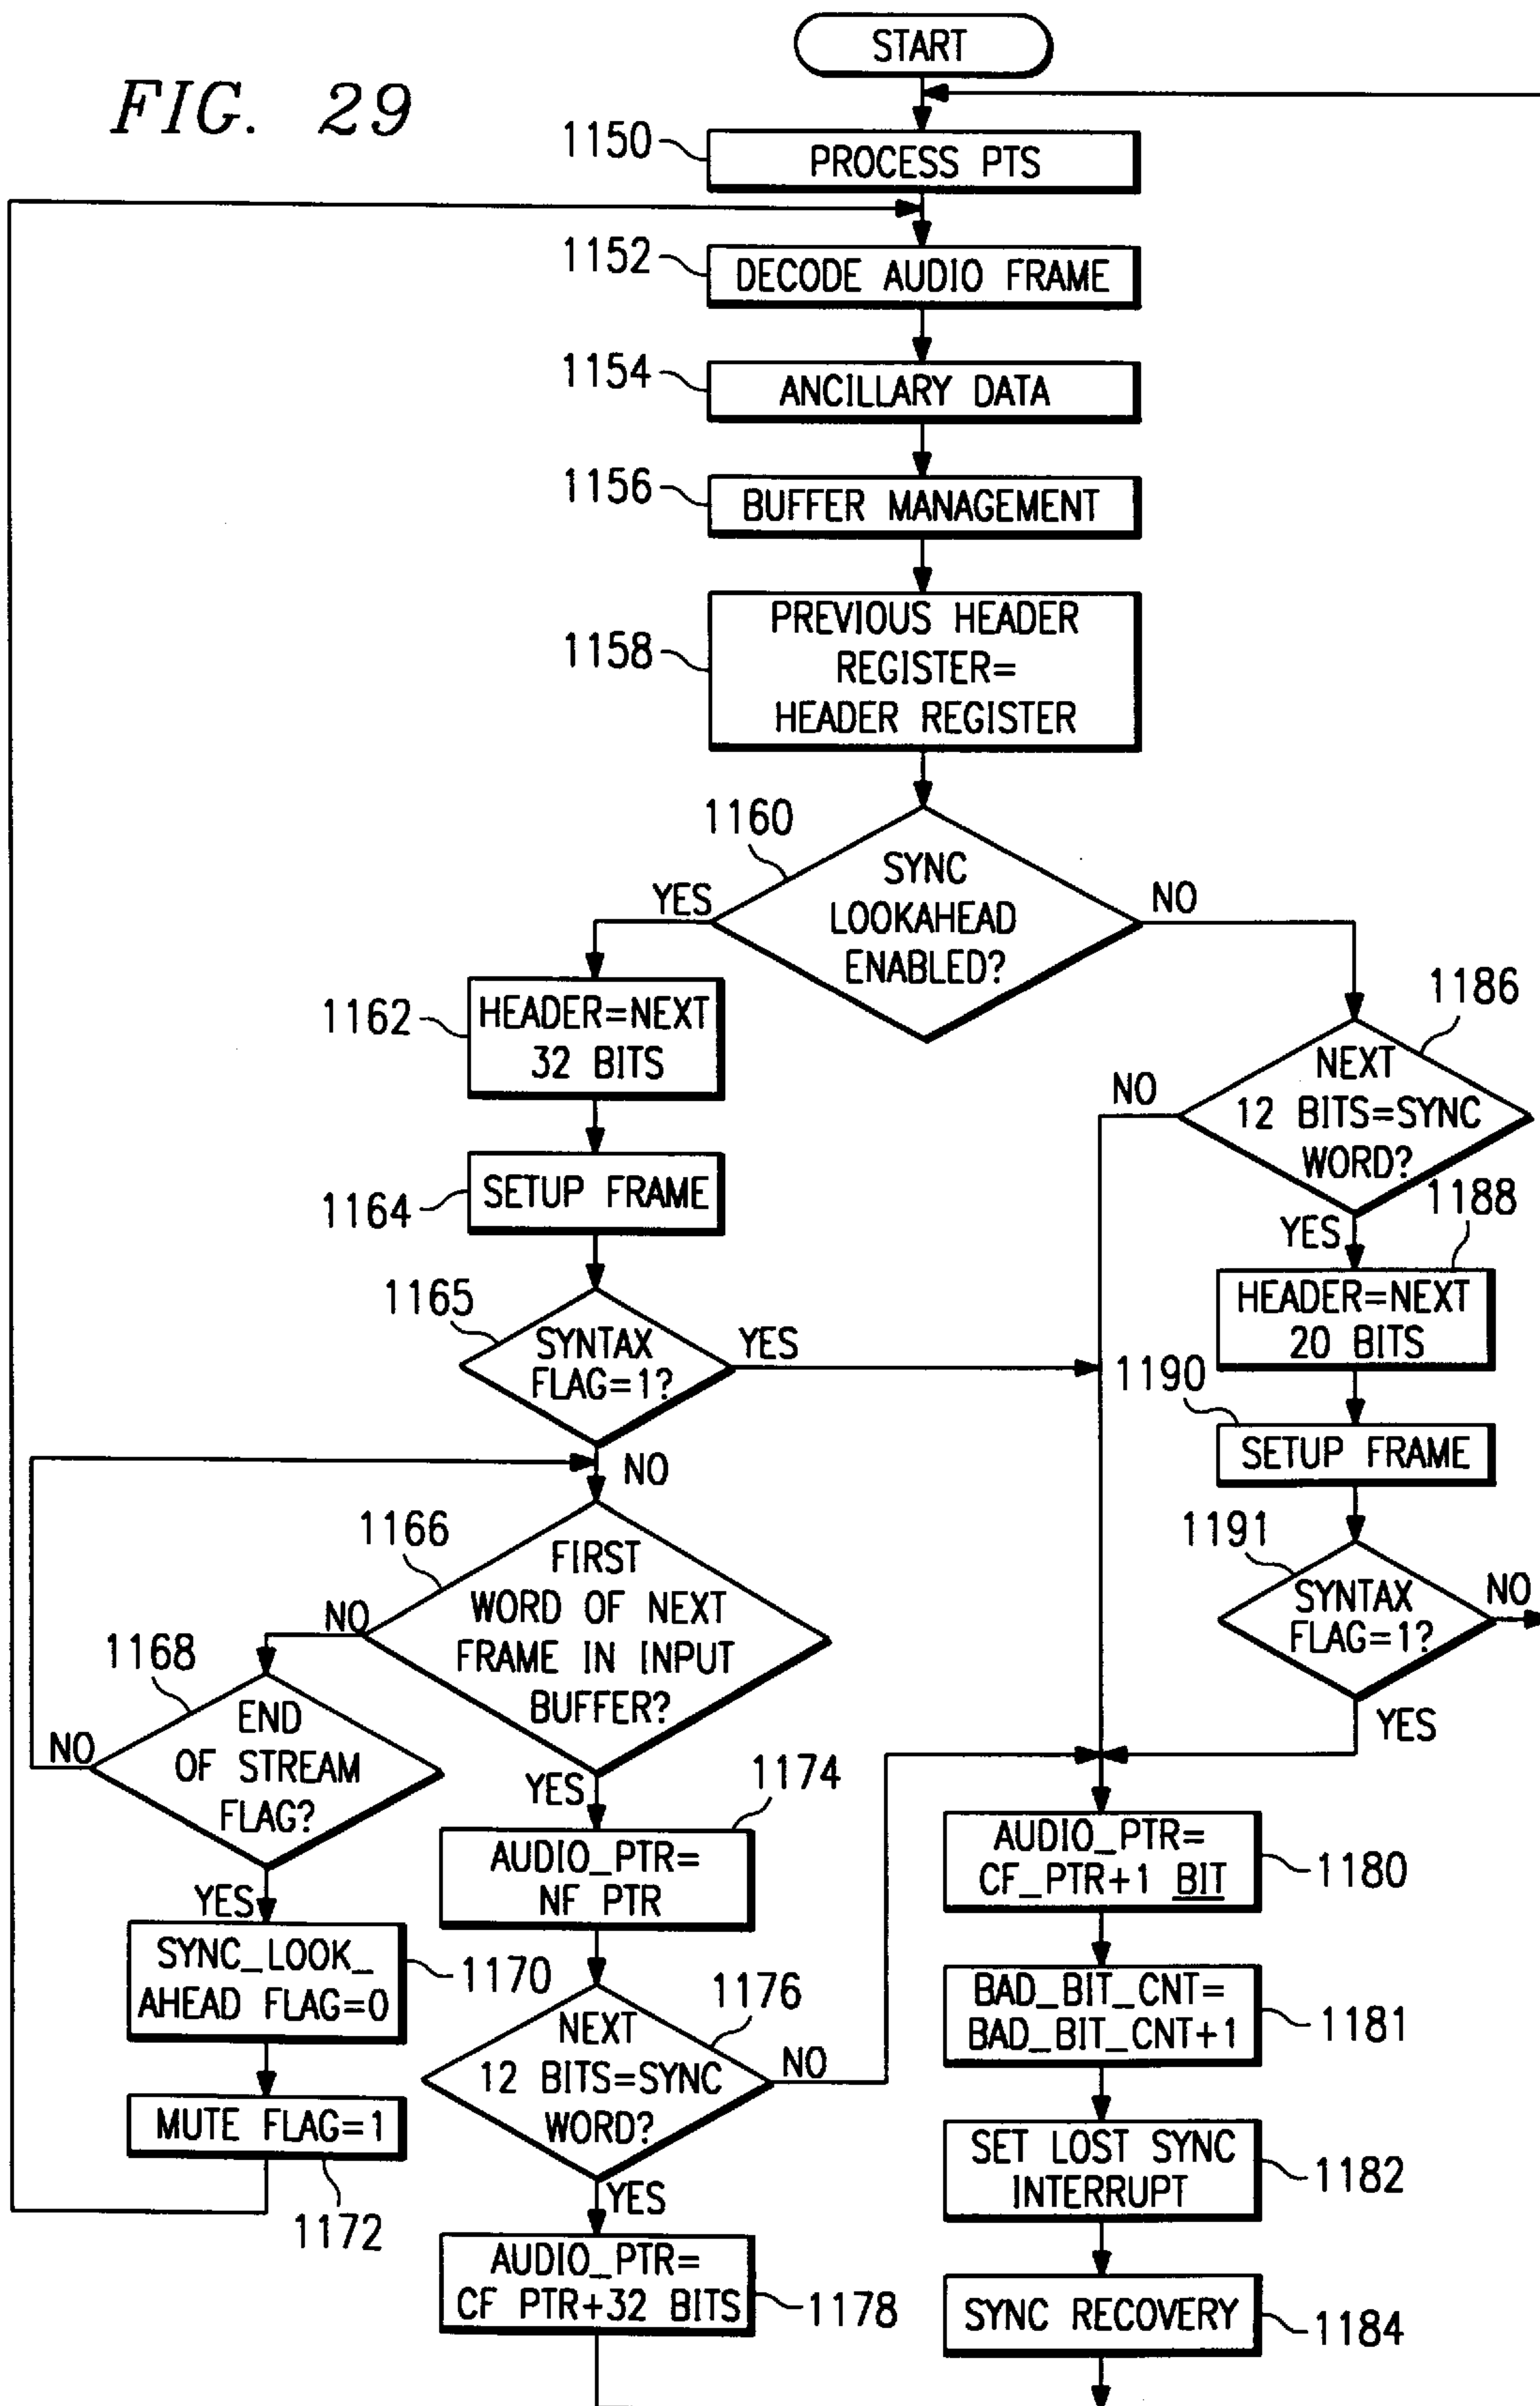 FIG. 29
START
1150
PROCESS PTS
1152
DECODE AUDIO FRAME
1154
ANCILLARY DATA
1156
BUFFER MANAGEMENT
1158
PREVIOUS HEADER
REGISTER=
HEADER REGISTER
1160
SYNC
LOOKAHEAD
ENABLED?
YES
NO
1162
HEADER=NEXT
32 BITS
1164
SETUP FRAME
1165
SYNTAX
FLAG=1?
YES
NO
1166
FIRST
WORD OF NEXT
FRAME IN INPUT
BUFFER?
NO
YES
1168
END
OF STREAM
FLAG?
NO
YES
SYNC_LOOK_
AHEAD FLAG=0
1170
MUTE FLAG=1
1172
1174
AUDIO_PTR=
NF PTR
1176
NEXT
12 BITS=SYNC
WORD?
NO
YES
AUDIO_PTR=
CF PTR+32 BITS
1178
1186
NEXT
12 BITS=SYNC
WORD?
NO
YES
1188
HEADER=NEXT
20 BITS
1190
SETUP FRAME
1191
SYNTAX
FLAG=1?
NO
YES
AUDIO_PTR=
CF_PTR+1 BIT
1180
BAD_BIT_CNT=
BAD_BIT_CNT+1
1181
SET LOST SYNC
INTERRUPT
1182
SYNC RECOVERY
1184